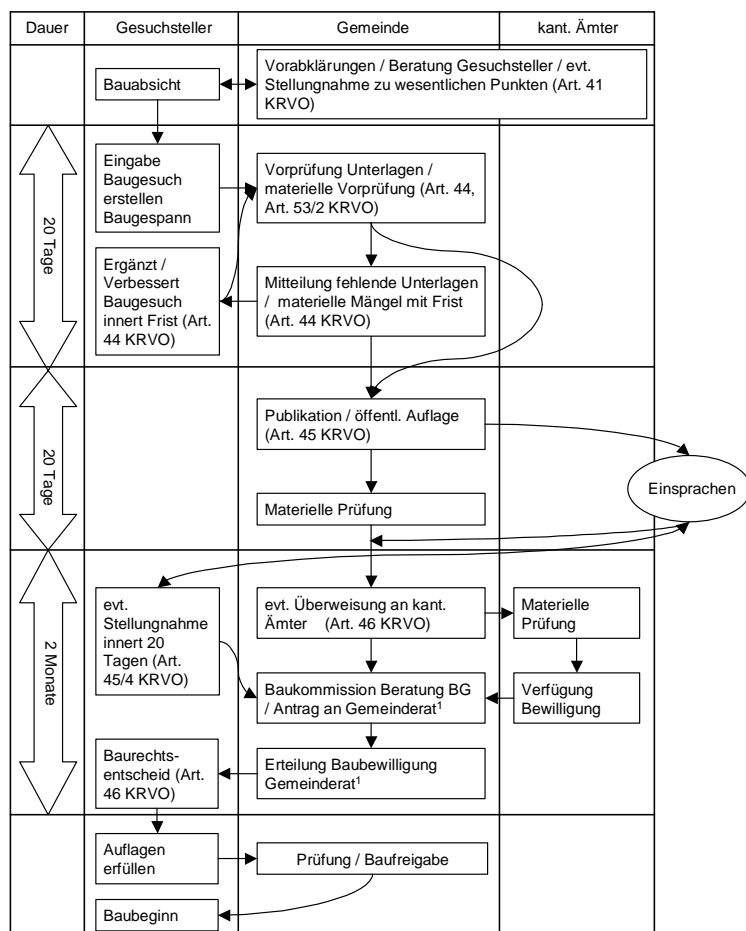 Dauer
Gesuchsteller
Gemeinde
kant. Ämter
Bauabsicht
Vorabklärungen / Beratung Gesuchsteller / evt.
Stellungnahme zu wesentlichen Punkten (Art. 41
KRVO)
20 Tage
Eingabe
Baugesuch
erstellen
Baugespann
Vorprüfung Unterlagen /
materielle Vorprüfung (Art. 44,
Art. 53/2 KRVO)
Ergänzt /
Verbessert
Baugesuch
innert Frist (Art.
44 KRVO)
Mitteilung fehlende Unterlagen
/ materielle Mängel mit Frist
(Art. 44 KRVO)
20 Tage
Publikation / öffentl. Auflage
(Art. 45 KRVO)
Einsprachen
Materielle Prüfung
2 Monate
evt.
Stellungnahme
innert 20
Tagen (Art.
45/4 KRVO)
evt. Überweisung an kant.
Ämter (Art. 46 KRVO)
Materielle
Prüfung
Baukommission Beratung BG
/ Antrag an Gemeinderat¹
Verfügung
Bewilligung
Baurechts-
entscheid (Art.
46 KRVO)
Erteilung Baubewilligung
Gemeinderat¹
Auflagen
erfüllen
Prüfung / Baufreigabe
Baubeginn